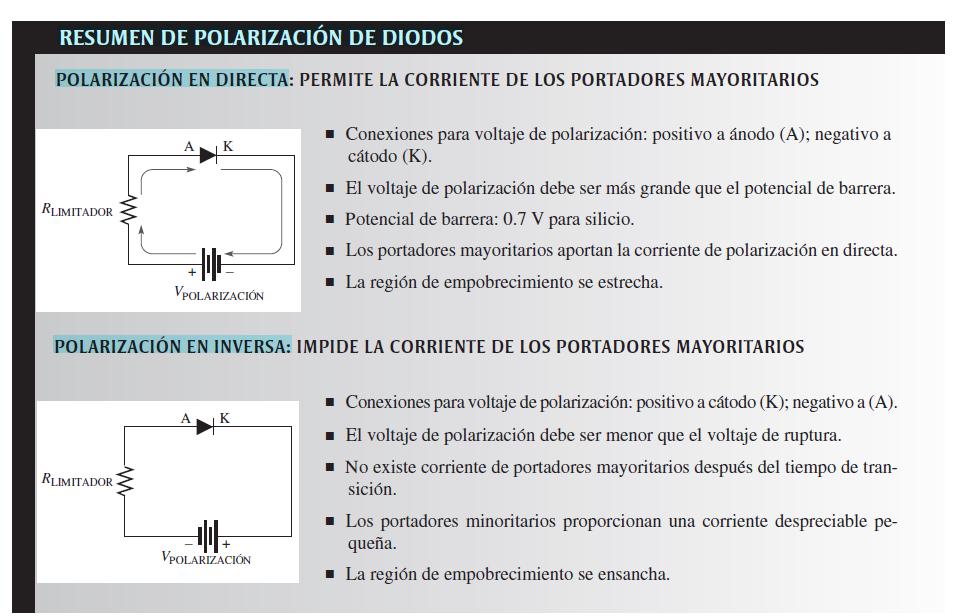 RESUMEN DE POLARIZACIÓN DE DIODOS
POLARIZACIÓN EN DIRECTA: PERMITE LA CORRIENTE DE LOS PORTADORES MAYORITARIOS
A K
R LIMITADOR
+ –
V POLARIZACIÓN
■ Conexiones para voltaje de polarización: positivo a ánodo (A); negativo a
cátodo (K).
■ El voltaje de polarización debe ser más grande que el potencial de barrera.
■ Potencial de barrera: 0.7 V para silicio.
■ Los portadores mayoritarios aportan la corriente de polarización en directa.
■ La región de empobrecimiento se estrecha.
POLARIZACIÓN EN INVERSA: IMPIDE LA CORRIENTE DE LOS PORTADORES MAYORITARIOS
A K
R LIMITADOR
– +
V POLARIZACIÓN
■ Conexiones para voltaje de polarización: positivo a cátodo (K); negativo a (A).
■ El voltaje de polarización debe ser menor que el voltaje de ruptura.
■ No existe corriente de portadores mayoritarios después del tiempo de tran-
sición.
■ Los portadores minoritarios proporcionan una corriente despreciable pe-
queña.
■ La región de empobrecimiento se ensancha.